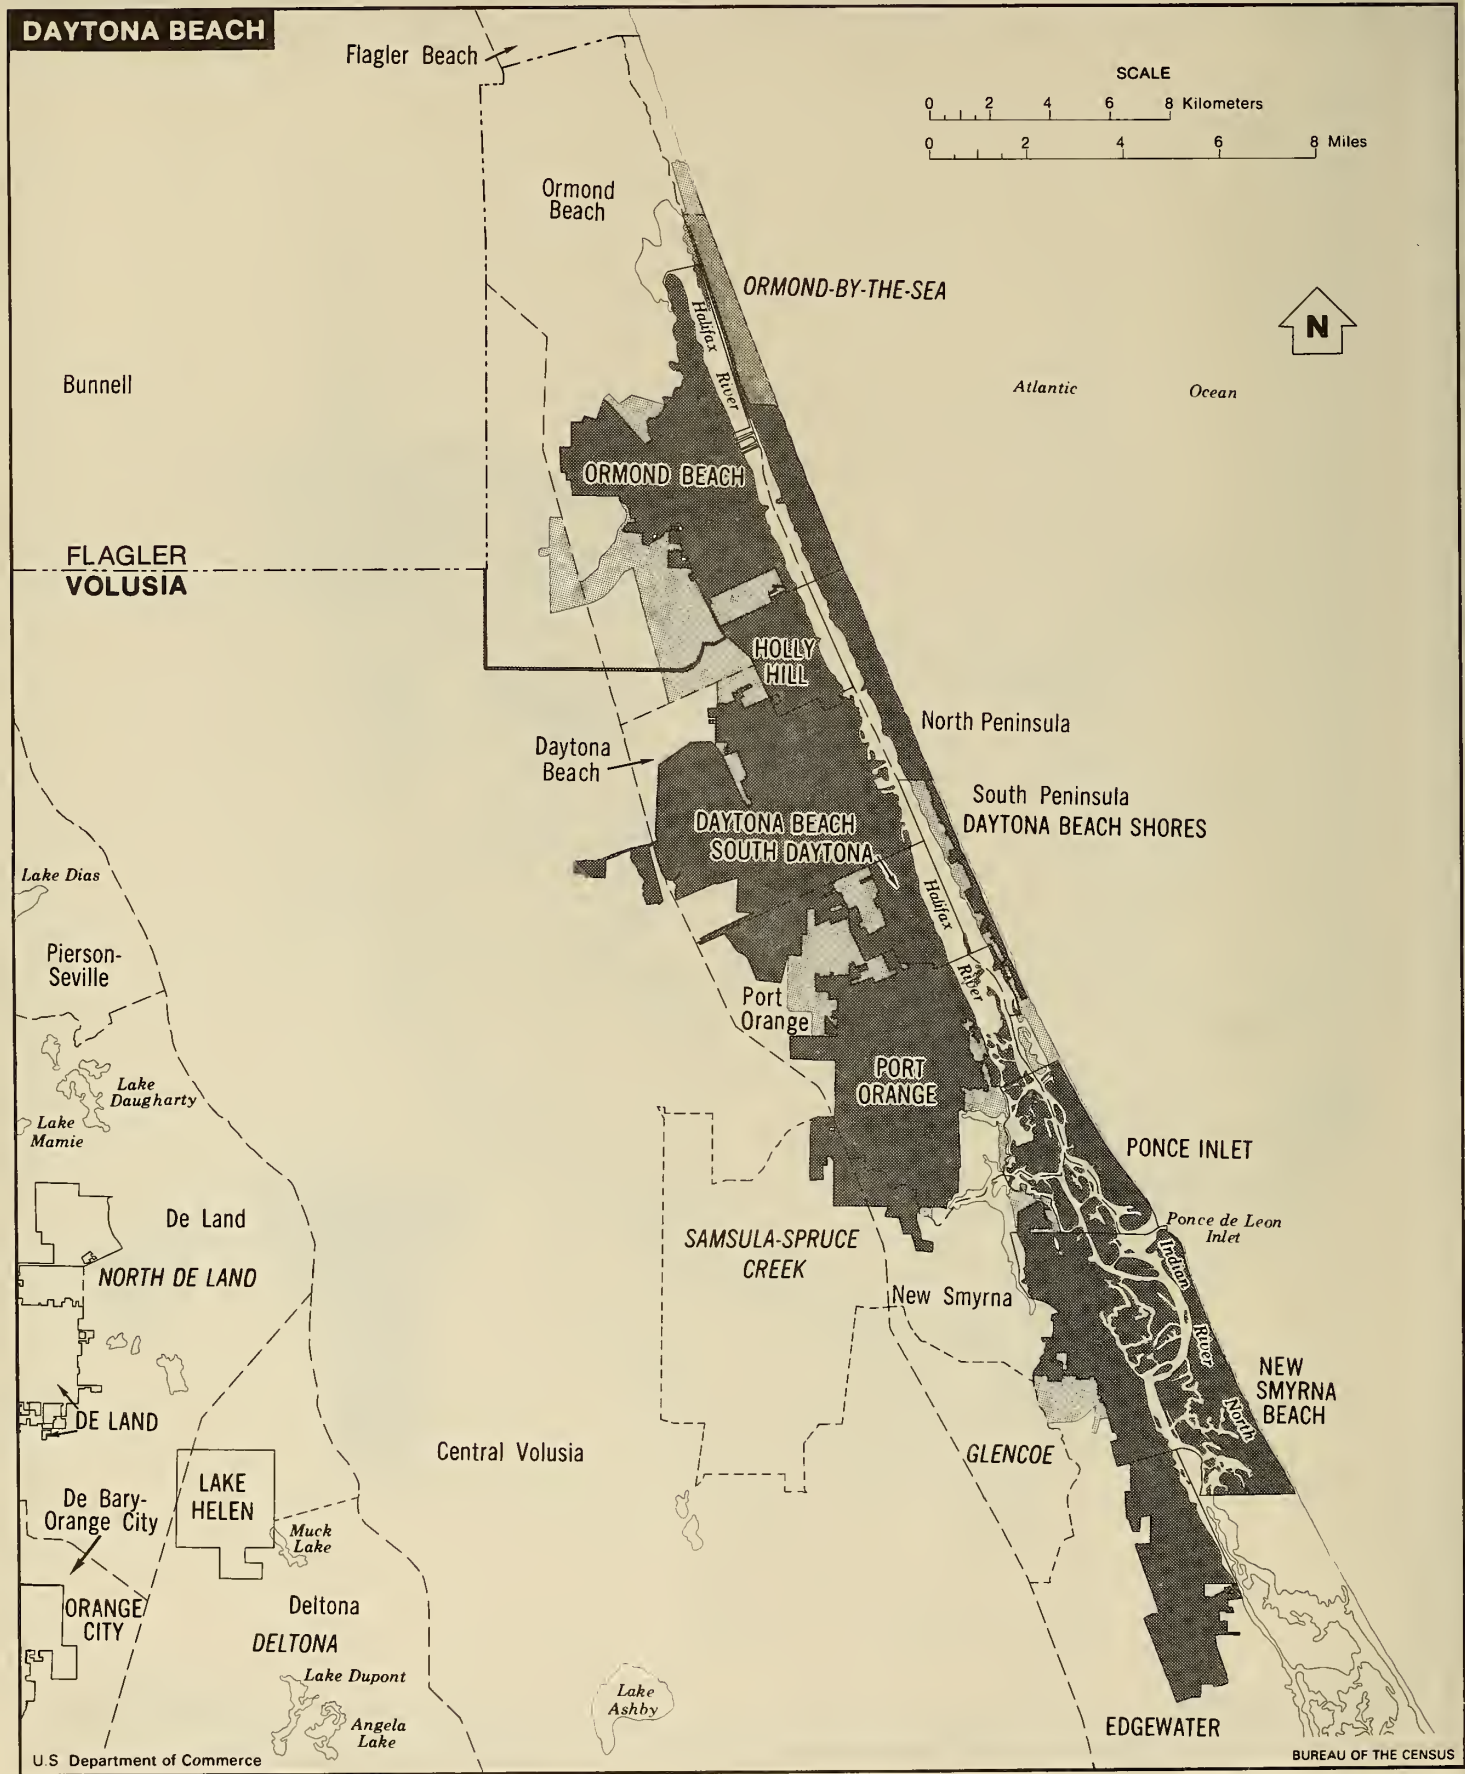 DAYTONA BEACH
Flagler Beach
SCALE
0 2 4 6 8 Kilometers
0 2 4 6 8 Miles
Ormond
Beach
ORMOND-BY-THE-SEA
N
Halifax
River
Bunnell
Atlantic Ocean
ORMOND BEACH
FLAGLER
VOLUSIA
HOLLY
HILL
North Peninsula
Daytona
Beach
South Peninsula
DAYTONA BEACH SHORES
DAYTONA BEACH
SOUTH DAYTONA
Lake Dias
Halifax
River
Pierson-
Seville
Port
Orange
PORT
ORANGE
Lake
Daugharty
Lake
Mamie
PONCE INLET
De Land
Ponce de Leon
Inlet
SAMSULA-SPRUCE
CREEK
NORTH DE LAND
New Smyrna
Indian
River
North
NEW
SMYRNA
BEACH
DE LAND
Central Volusia
GLENCOE
LAKE
HELEN
De Bary-
Orange City
Muck
Lake
ORANGE
CITY
Deltona
DELTONA
Lake Dupont
Lake
Ashby
Angela
Lake
EDGEWATER
U.S Department of Commerce
BUREAU OF THE CENSUS